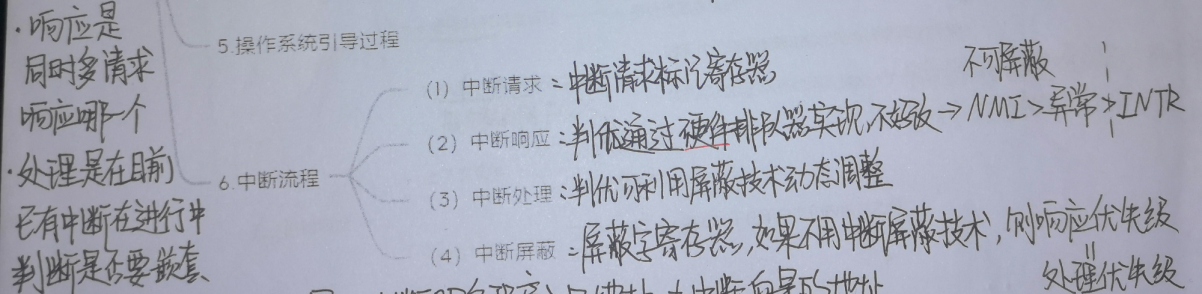 ·响应是
同时多请求
响应哪一个
·处理是在目前
已有中断在进行中
判断是否要嵌套
5.操作系统引导过程
6.中断流程
(1) 中断请求：中断请求标记寄存器
不可屏蔽
(2) 中断响应：判优通过硬件排队器实现,不好改→NMI>异常>INTR
(3) 中断处理：判优可利用屏蔽技术动态调整
(4) 中断屏蔽：屏蔽字寄存器,如果不用中断屏蔽技术,则响应优先级
=
处理优先级